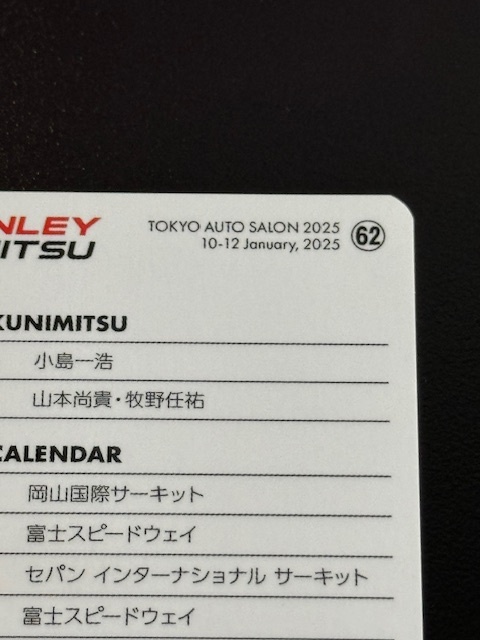 NLEY
MITSU
TOKYO AUTO SALON 2025
10-12 January, 2025
62
KUNIMITSU
小島一浩
山本尚貴・牧野任祐
CALENDAR
岡山国際サーキット
富士スピードウェイ
セパン インターナショナル サーキット
富士スピードウェイ